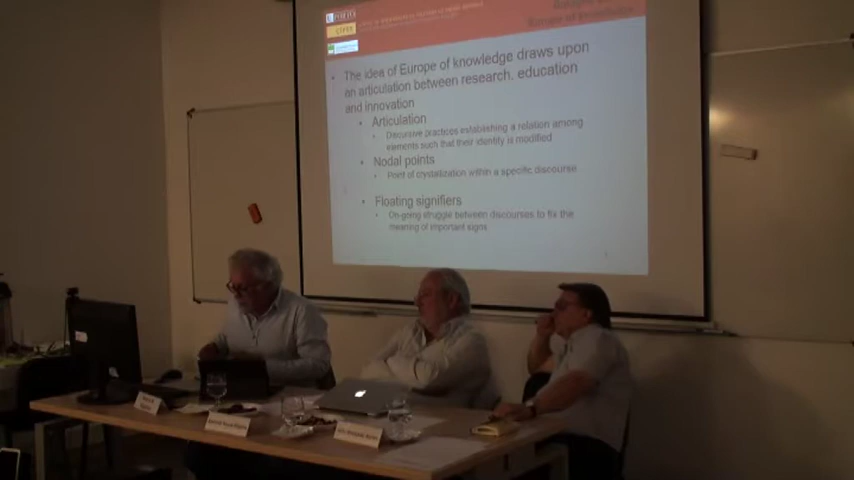 PORTO
CIPES
The idea of Europe of knowledge draws upon
an articulation between research, education
and innovation
Articulation
Discursive practices establishing a relation among
elements such that their identity is modified
Nodal points
Point of crystallization within a specific discourse
Floating signifiers
On-going struggle between discourses to fix the
meaning of important signs